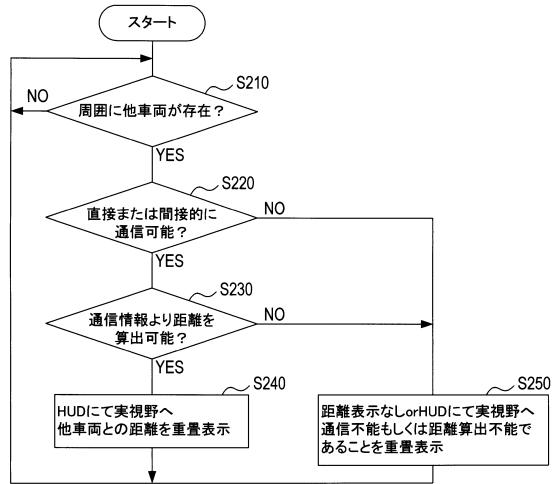 スタート
S210
NO
周囲に他車両が存在？
YES
S220
直接または間接的に
通信可能？
NO
YES
S230
通信情報より距離を
算出可能？
NO
YES
S240
HUDにて実視野へ
他車両との距離を重畳表示
S250
距離表示なしorHUDにて実視野へ
通信不能もしくは距離算出不能で
あることを重畳表示